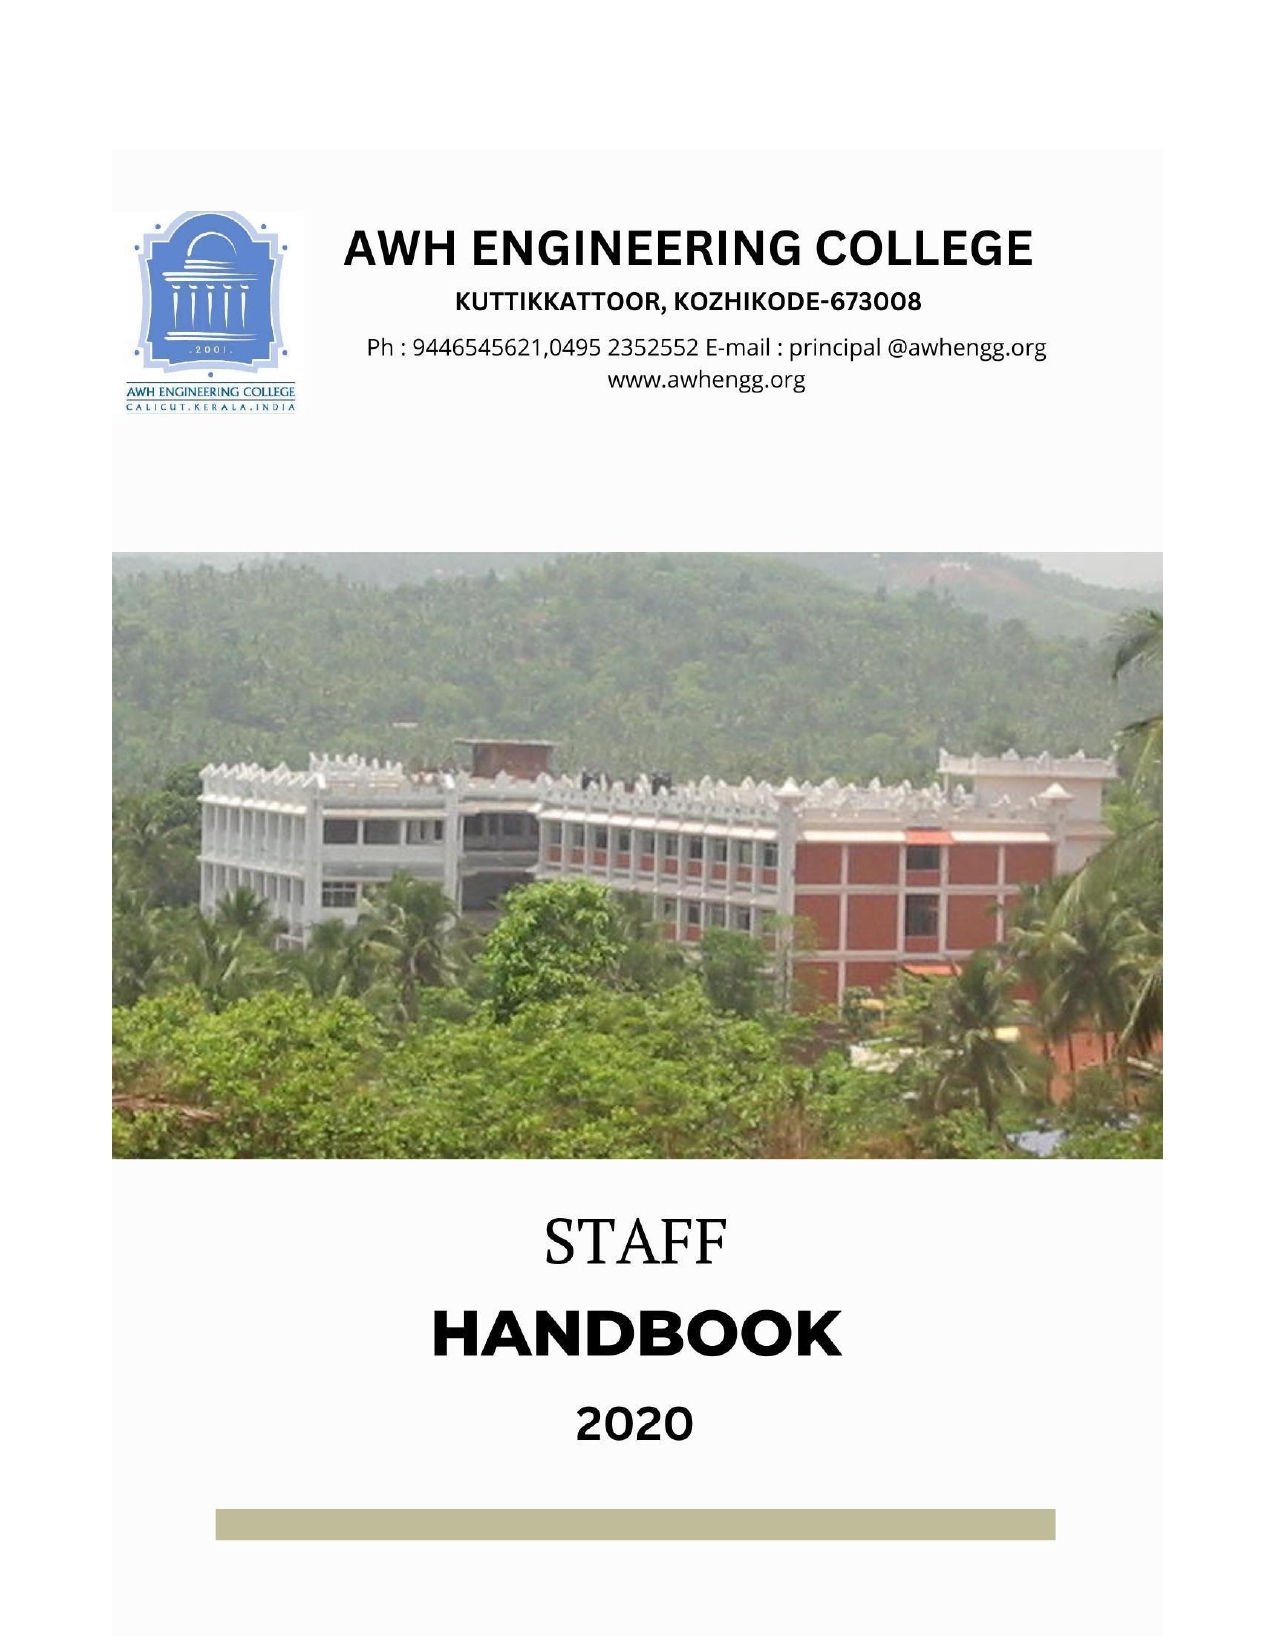 AWH ENGINEERING COLLEGE
KUTTIKKATTOOR, KOZHIKODE-673008
Ph : 9446545621,0495 2352552 E-mail : principal @awhengg.org
www.awhengg.org
.2001.
AWH ENGINEERING COLLEGE
CALICUT.KERALA.INDIA
STAFF
HANDBOOK
2020